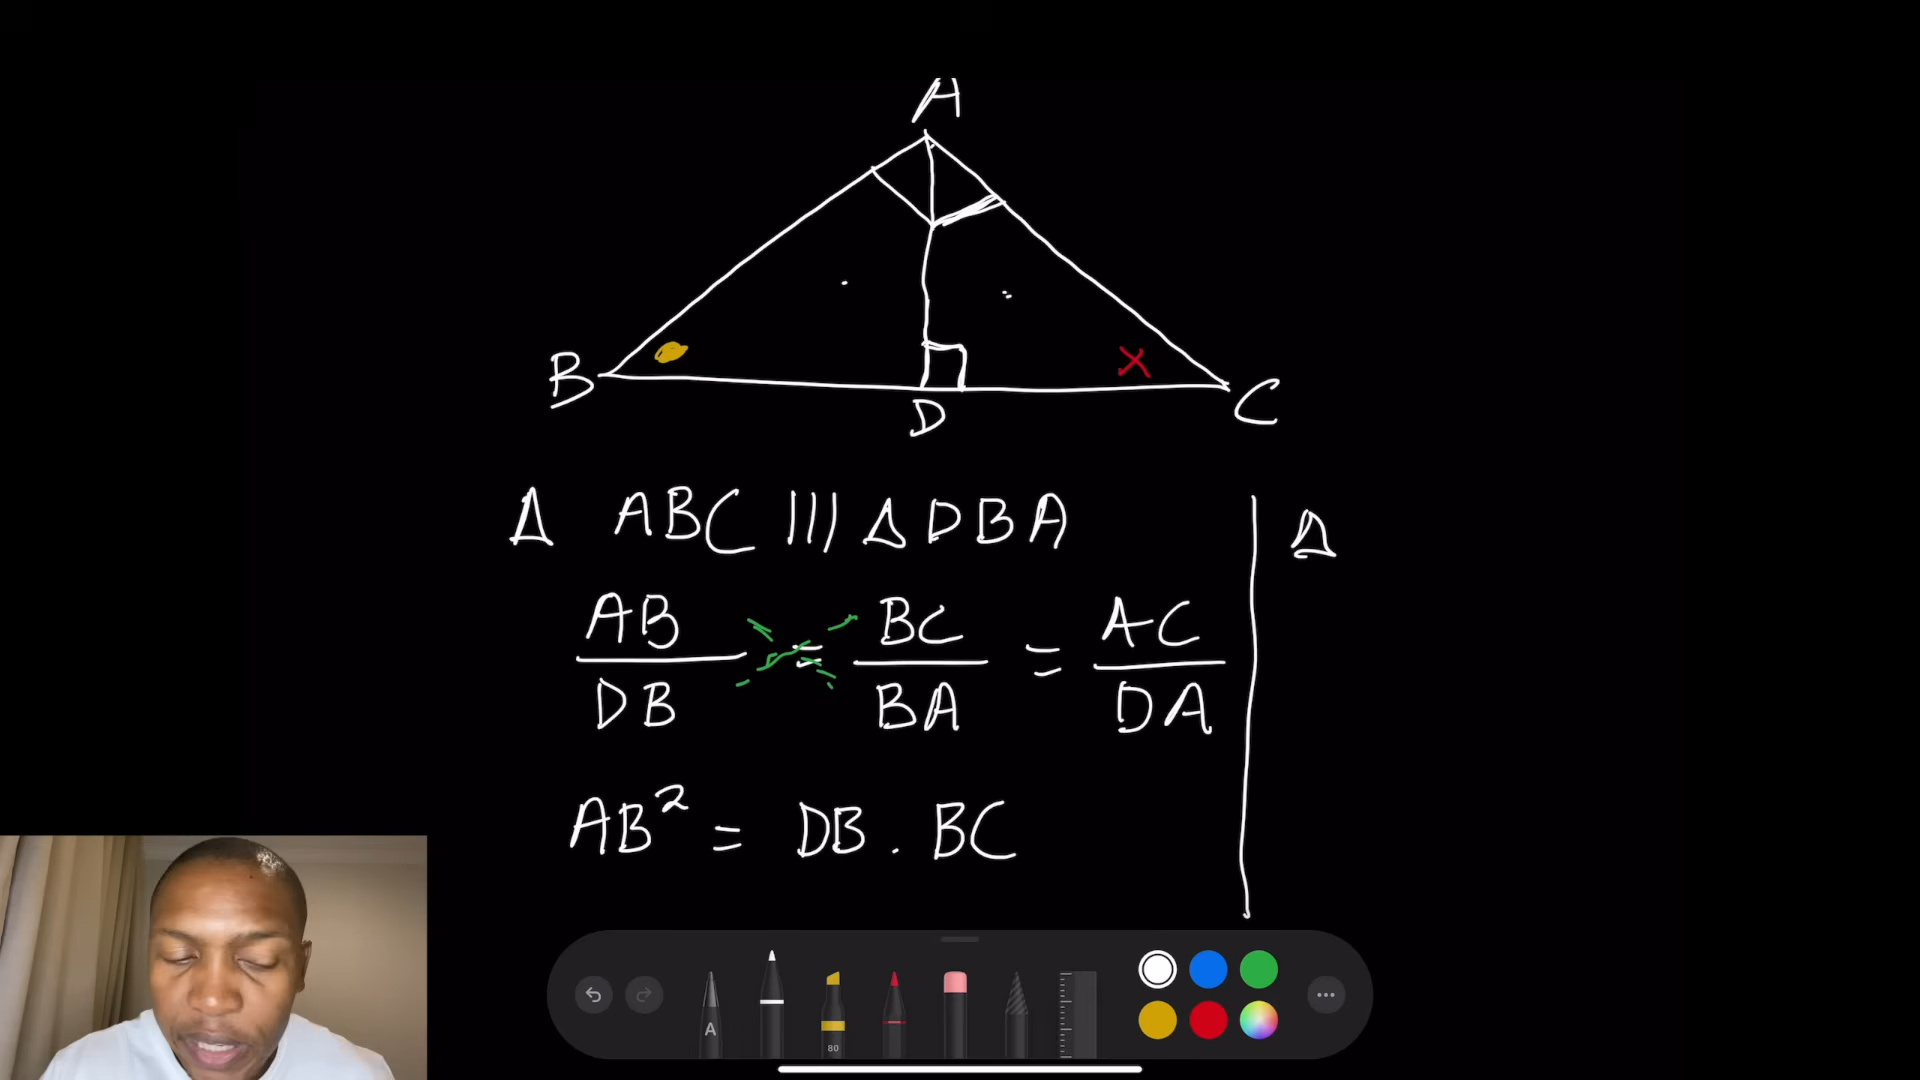 A
B
D
C
Δ ABC ||| Δ DBA
Δ
AB/DB = BC/BA = AC/DA
AB² = DB . BC
A
80